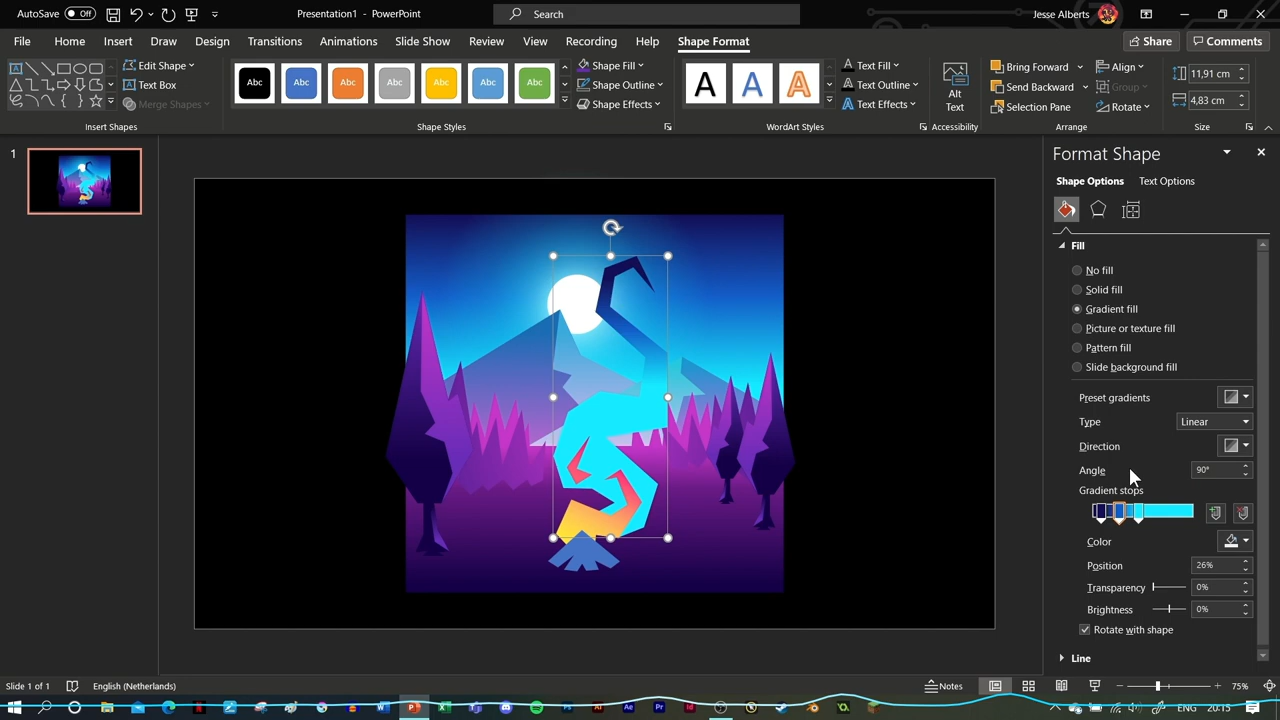 AutoSave Off Presentation1 - PowerPoint Search Jesse Alberts
File Home Insert Draw Design Transitions Animations Slide Show Review View Recording Help Shape Format Share Comments
Edit Shape
Text Box
Merge Shapes
Insert Shapes
Abc Abc Abc Abc Abc Abc Abc
Shape Fill
Shape Outline
Shape Effects
Shape Styles
A A A
Text Fill
Text Outline
Text Effects
WordArt Styles
Alt
Text
Accessibility
Bring Forward
Send Backward
Selection Pane
Align
Group
Rotate
Arrange
11,91 cm
4,83 cm
Size
1
Format Shape
Shape Options Text Options
Fill
No fill
Solid fill
Gradient fill
Picture or texture fill
Pattern fill
Slide background fill
Preset gradients
Type Linear
Direction
Angle 90°
Gradient stops
Color
Position 26%
Transparency 0%
Brightness 0%
Rotate with shape
Line
Slide 1 of 1 English (Netherlands) Notes 75%
ENG 20:15